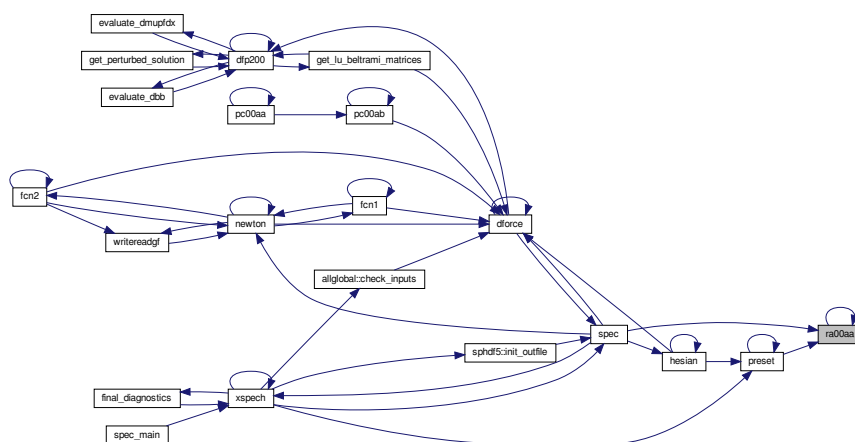 evaluate_dmupfdx
get_perturbed_solution
dfp200
get_lu_beltrami_matrices
evaluate_dbb
pc00aa
pc00ab
fcn2
fcn1
newton
dforce
writereadgf
allglobal::check_inputs
spec
ra00aa
sphdf5::init_outfile
hesian
preset
final_diagnostics
xspech
spec_main